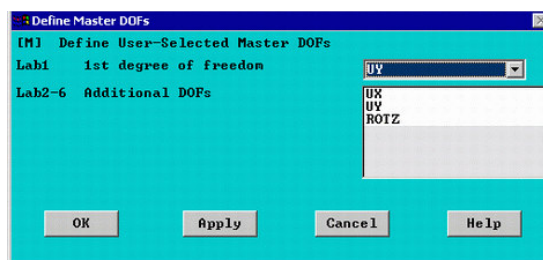 Define Master DOFs
[M] Define User-Selected Master DOFs
Lab1 1st degree of freedom UY
Lab2-6 Additional DOFs
UX
UY
ROTZ
OK Apply Cancel Help